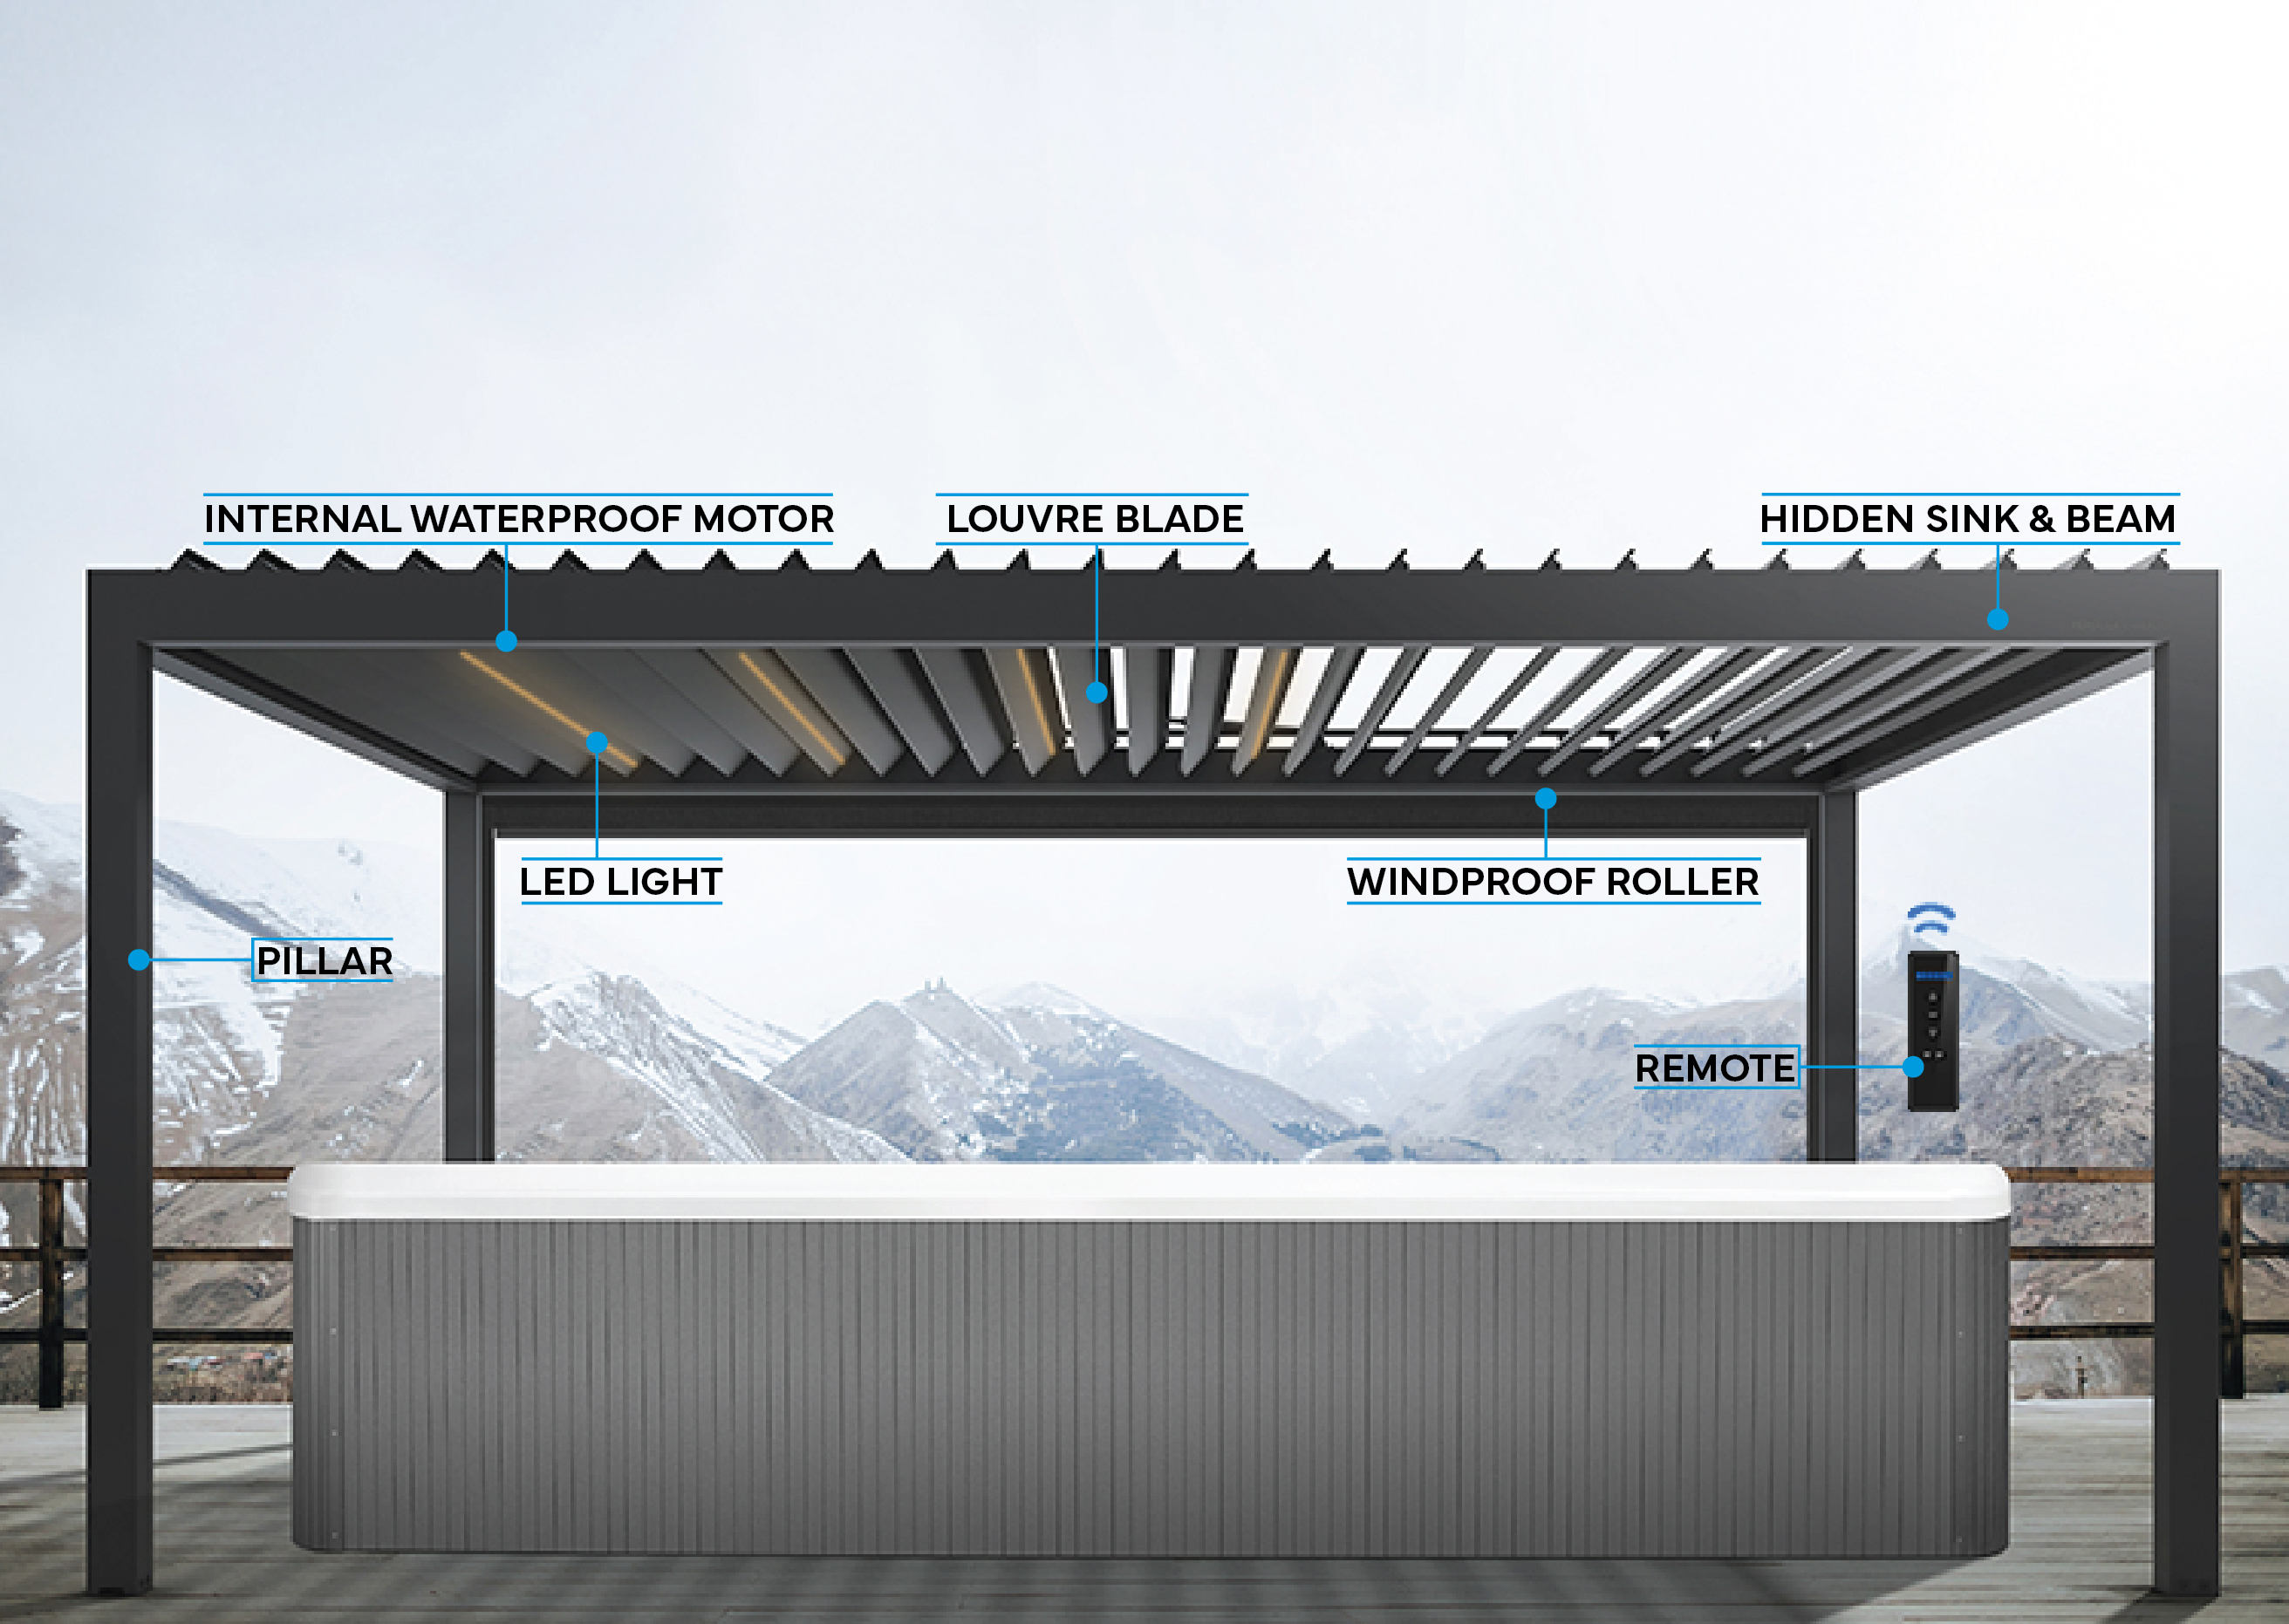 INTERNAL WATERPROOF MOTOR
LOUVRE BLADE
HIDDEN SINK & BEAM
LED LIGHT
WINDPROOF ROLLER
PILLAR
REMOTE